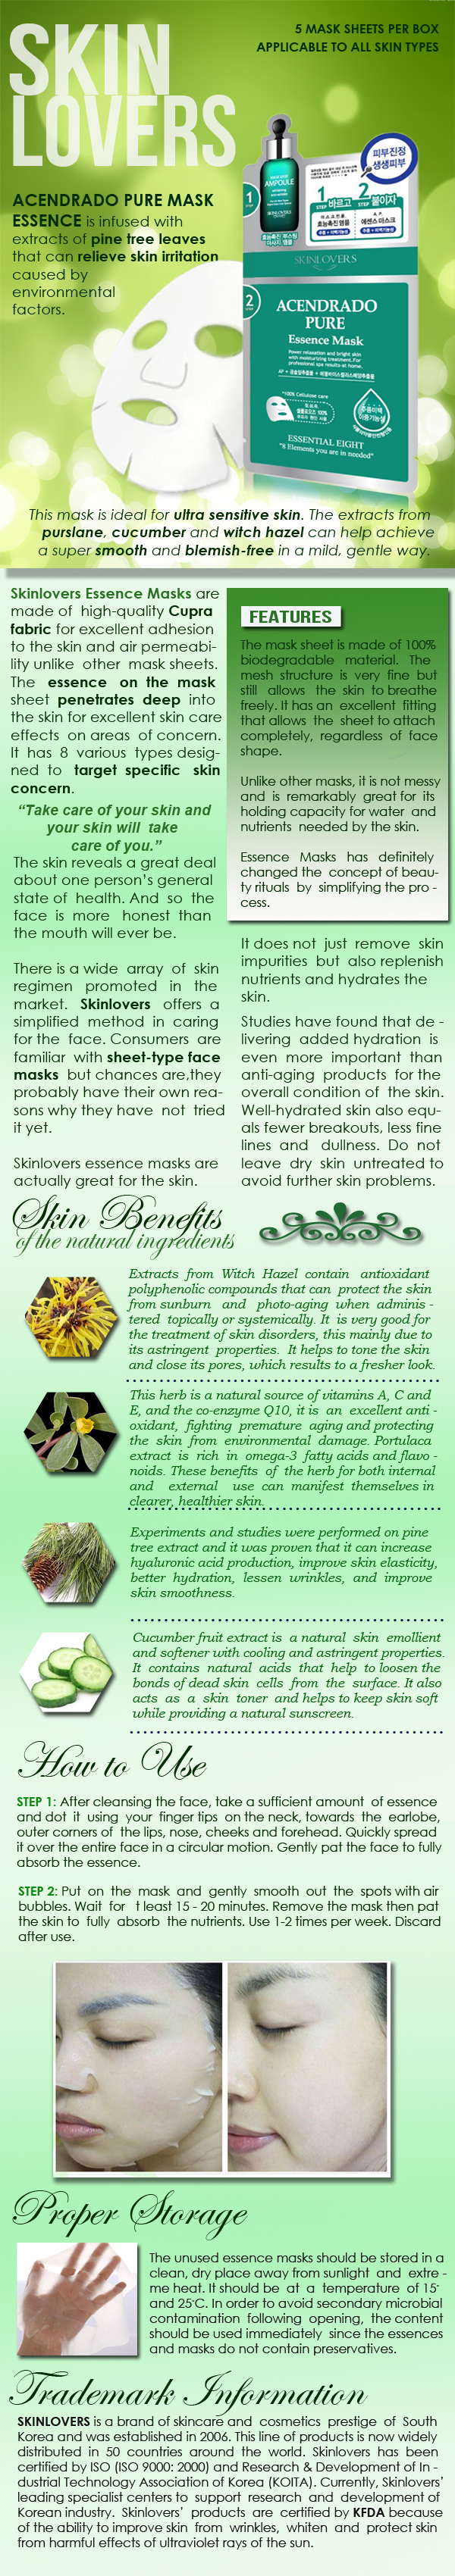 SKIN
LOVERS
5 MASK SHEETS PER BOX
APPLICABLE TO ALL SKIN TYPES
ACENDRADO PURE MASK
ESSENCE is infused with
extracts of pine tree leaves
that can relieve skin irritation
caused by
environmental
factors.
AMPOULE
피부진정
생생피부
1
STEP 바르고
2
STEP 붙이자
1
SKINLOVERS
2
ACENDRADO
PURE
Essence Mask
Power relaxation and bright skin
with moisturizing treatment. For
professional spa results at home.
"100% Cellulose care
ESSENTIAL EIGHT
"8 Elements you are in needed"
This mask is ideal for ultra sensitive skin. The extracts from
purslane, cucumber and witch hazel can help achieve
a super smooth and blemish-free in a mild, gentle way.
Skinlovers Essence Masks are
made of high-quality Cupra
fabric for excellent adhesion
to the skin and air permeabi-
lity unlike other mask sheets.
The essence on the mask
sheet penetrates deep into
the skin for excellent skin care
effects on areas of concern.
It has 8 various types desig-
ned to target specific skin
concern.
“Take care of your skin and
your skin will take
care of you.”
The skin reveals a great deal
about one person's general
state of health. And so the
face is more honest than
the mouth will ever be.
There is a wide array of skin
regimen promoted in the
market. Skinlovers offers a
simplified method in caring
for the face. Consumers are
familiar with sheet-type face
masks but chances are,they
probably have their own rea-
sons why they have not tried
it yet.
Skinlovers essence masks are
actually great for the skin.
FEATURES
The mask sheet is made of 100%
biodegradable material. The
mesh structure is very fine but
still allows the skin to breathe
freely. It has an excellent fitting
that allows the sheet to attach
completely, regardless of face
shape.
Unlike other masks, it is not messy
and is remarkably great for its
holding capacity for water and
nutrients needed by the skin.
Essence Masks has definitely
changed the concept of beau-
ty rituals by simplifying the pro -
cess.
It does not just remove skin
impurities but also replenish
nutrients and hydrates the
skin.
Studies have found that de -
livering added hydration is
even more important than
anti-aging products for the
overall condition of the skin.
Well-hydrated skin also equ-
als fewer breakouts, less fine
lines and dullness. Do not
leave dry skin untreated to
avoid further skin problems.
Skin Benefits
of the natural ingredients
Extracts from Witch Hazel contain antioxidant
polyphenolic compounds that can protect the skin
from sunburn and photo-aging when adminis -
tered topically or systemically. It is very good for
the treatment of skin disorders, this mainly due to
its astringent properties. It helps to tone the skin
and close its pores, which results to a fresher look.
This herb is a natural source of vitamins A, C and
E, and the co-enzyme Q10, it is an excellent anti -
oxidant, fighting premature aging and protecting
the skin from environmental damage. Portulaca
extract is rich in omega-3 fatty acids and flavo -
noids. These benefits of the herb for both internal
and external use can manifest themselves in
clearer, healthier skin.
Experiments and studies were performed on pine
tree extract and it was proven that it can increase
hyaluronic acid production, improve skin elasticity,
better hydration, lessen wrinkles, and improve
skin smoothness.
Cucumber fruit extract is a natural skin emollient
and softener with cooling and astringent properties.
It contains natural acids that help to loosen the
bonds of dead skin cells from the surface. It also
acts as a skin toner and helps to keep skin soft
while providing a natural sunscreen.
How to Use
STEP 1: After cleansing the face, take a sufficient amount of essence
and dot it using your finger tips on the neck, towards the earlobe,
outer corners of the lips, nose, cheeks and forehead. Quickly spread
it over the entire face in a circular motion. Gently pat the face to fully
absorb the essence.
STEP 2: Put on the mask and gently smooth out the spots with air
bubbles. Wait for t least 15 - 20 minutes. Remove the mask then pat
the skin to fully absorb the nutrients. Use 1-2 times per week. Discard
after use.
Proper Storage
The unused essence masks should be stored in a
clean, dry place away from sunlight and extre -
me heat. It should be at a temperature of 15°
and 25°C. In order to avoid secondary microbial
contamination following opening, the content
should be used immediately since the essences
and masks do not contain preservatives.
Trademark Information
SKINLOVERS is a brand of skincare and cosmetics prestige of South
Korea and was established in 2006. This line of products is now widely
distributed in 50 countries around the world. Skinlovers has been
certified by ISO (ISO 9000: 2000) and Research & Development of In -
dustrial Technology Association of Korea (KOITA). Currently, Skinlovers'
leading specialist centers to support research and development of
Korean industry. Skinlovers' products are certified by KFDA because
of the ability to improve skin from wrinkles, whiten and protect skin
from harmful effects of ultraviolet rays of the sun.